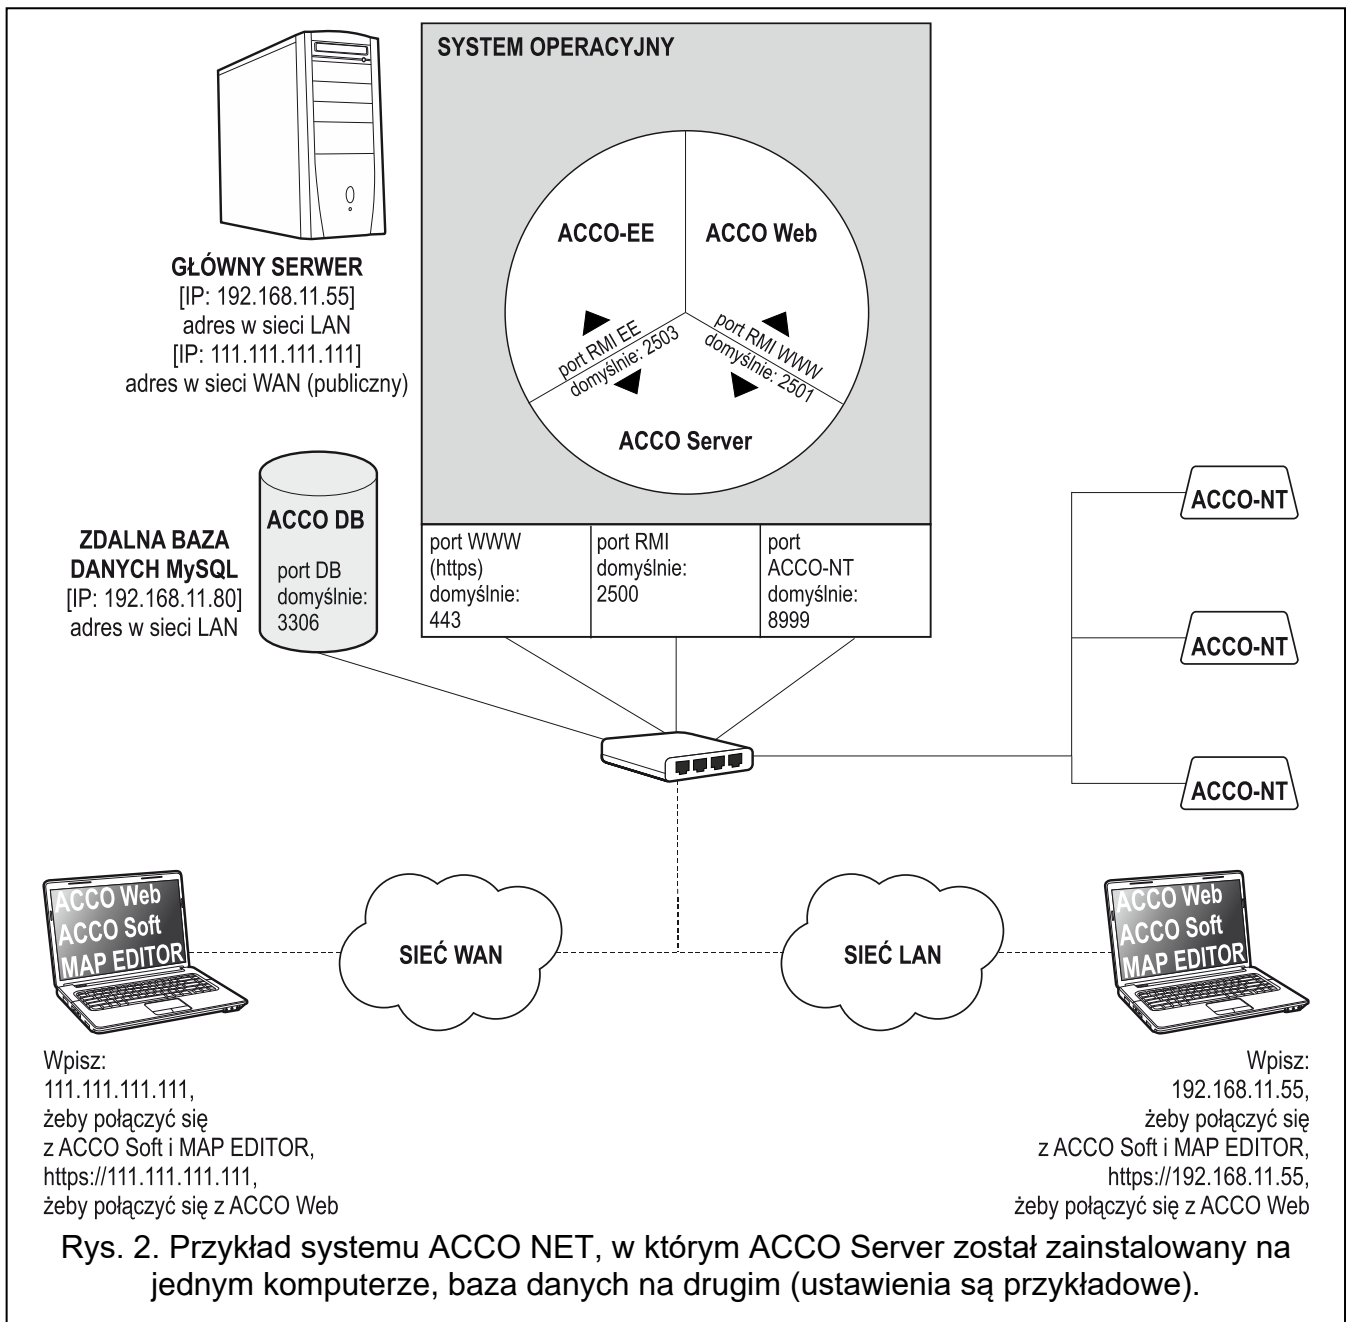 SYSTEM OPERACYJNY
ACCO-EE
ACCO Web
port RMI EE
domyślnie: 2503
port RMI WWW
domyślnie: 2501
ACCO Server
GŁÓWNY SERWER
[IP: 192.168.11.55]
adres w sieci LAN
[IP: 111.111.111.111]
adres w sieci WAN (publiczny)
ZDALNA BAZA
DANYCH MySQL
[IP: 192.168.11.80]
adres w sieci LAN
ACCO DB
port DB
domyślnie:
3306
port WWW
(https)
domyślnie:
443
port RMI
domyślnie:
2500
port
ACCO-NT
domyślnie:
8999
ACCO-NT
ACCO-NT
ACCO-NT
ACCO Web
ACCO Soft
MAP EDITOR
SIEĆ WAN
SIEĆ LAN
ACCO Web
ACCO Soft
MAP EDITOR
Wpisz:
111.111.111.111,
żeby połączyć się
z ACCO Soft i MAP EDITOR,
https://111.111.111.111,
żeby połączyć się z ACCO Web
Wpisz:
192.168.11.55,
żeby połączyć się
z ACCO Soft i MAP EDITOR,
https://192.168.11.55,
żeby połączyć się z ACCO Web
Rys. 2. Przykład systemu ACCO NET, w którym ACCO Server został zainstalowany na
jednym komputerze, baza danych na drugim (ustawienia są przykładowe).